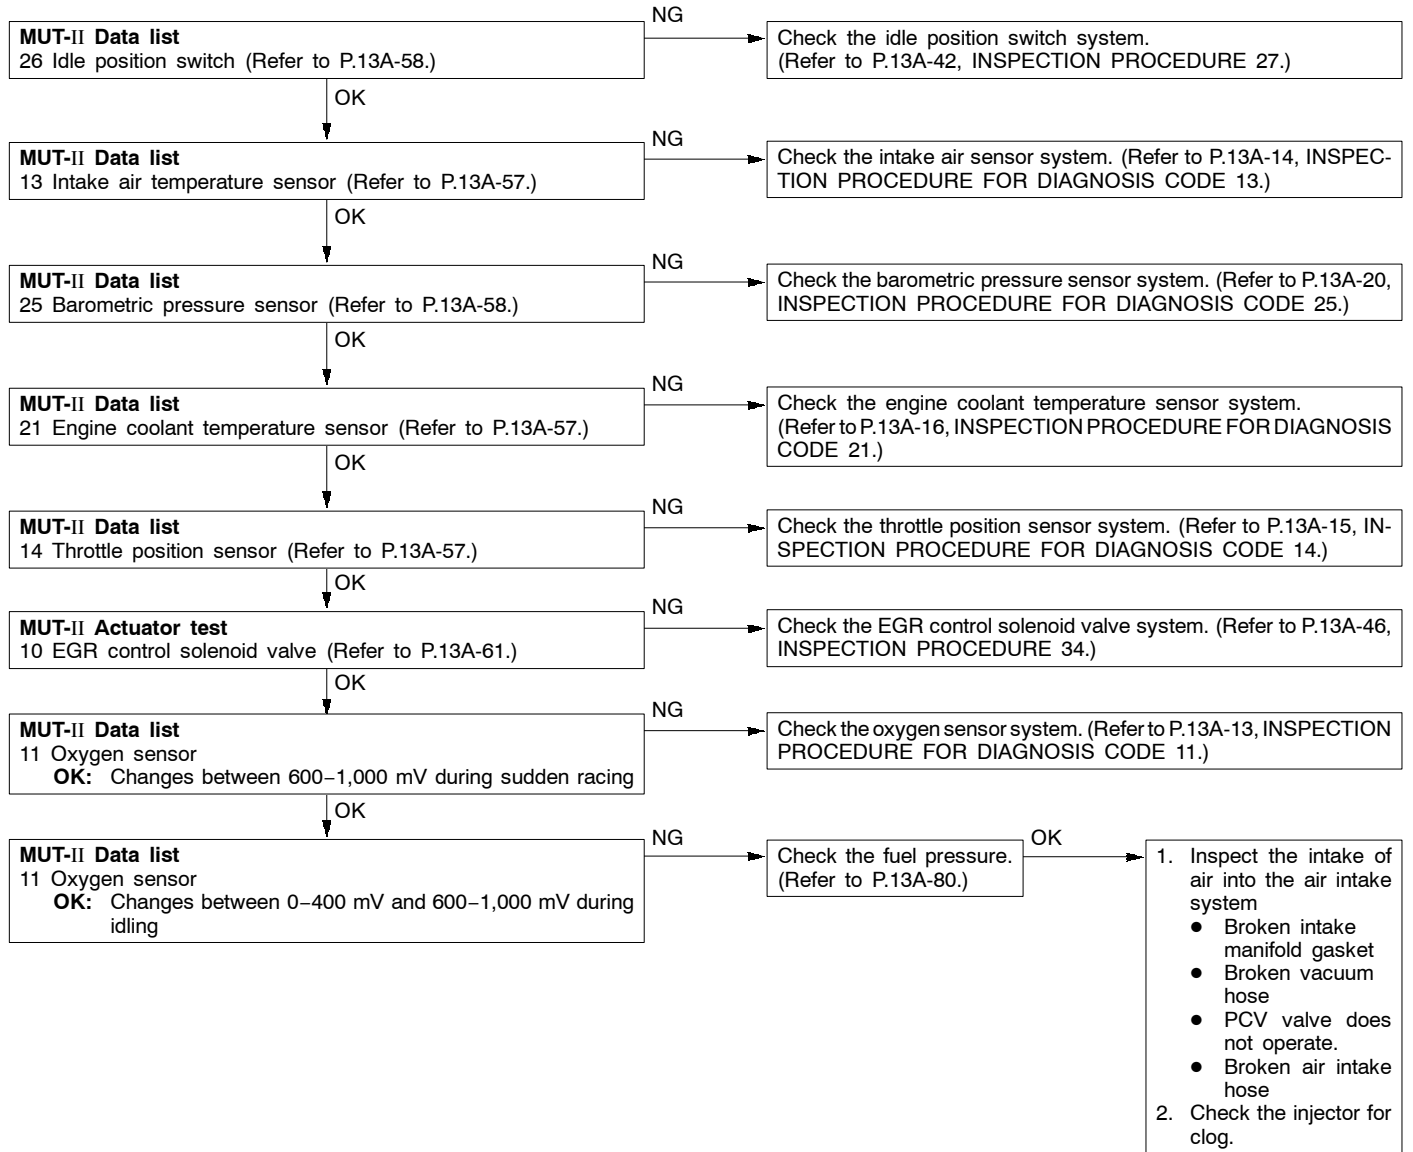 NG
MUT-II Data list
26 Idle position switch (Refer to P.13A-58.)
Check the idle position switch system.
(Refer to P.13A-42, INSPECTION PROCEDURE 27.)
OK
NG
MUT-II Data list
13 Intake air temperature sensor (Refer to P.13A-57.)
Check the intake air sensor system. (Refer to P.13A-14, INSPEC-
TION PROCEDURE FOR DIAGNOSIS CODE 13.)
OK
NG
MUT-II Data list
25 Barometric pressure sensor (Refer to P.13A-58.)
Check the barometric pressure sensor system. (Refer to P.13A-20,
INSPECTION PROCEDURE FOR DIAGNOSIS CODE 25.)
OK
NG
MUT-II Data list
21 Engine coolant temperature sensor (Refer to P.13A-57.)
Check the engine coolant temperature sensor system.
(Refer to P.13A-16, INSPECTION PROCEDURE FOR DIAGNOSIS
CODE 21.)
OK
NG
MUT-II Data list
14 Throttle position sensor (Refer to P.13A-57.)
Check the throttle position sensor system. (Refer to P.13A-15, IN-
SPECTION PROCEDURE FOR DIAGNOSIS CODE 14.)
OK
NG
MUT-II Actuator test
10 EGR control solenoid valve (Refer to P.13A-61.)
Check the EGR control solenoid valve system. (Refer to P.13A-46,
INSPECTION PROCEDURE 34.)
OK
NG
MUT-II Data list
11 Oxygen sensor
OK: Changes between 600–1,000 mV during sudden racing
Check the oxygen sensor system. (Refer to P.13A-13, INSPECTION
PROCEDURE FOR DIAGNOSIS CODE 11.)
OK
NG
MUT-II Data list
11 Oxygen sensor
OK: Changes between 0–400 mV and 600–1,000 mV during
idling
Check the fuel pressure.
(Refer to P.13A-80.)
OK
1. Inspect the intake of
air into the air intake
system
● Broken intake
manifold gasket
● Broken vacuum
hose
● PCV valve does
not operate.
● Broken air intake
hose
2. Check the injector for
clog.